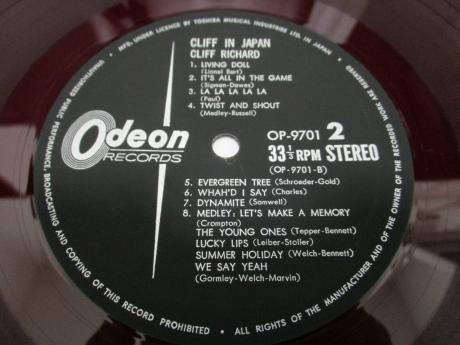 • MFD. UNDER LICENCE BY TOSHIBA MUSICAL INDUSTRIES LTD. IN JAPAN •
UNAUTHORIZED PUBLIC PERFORMANCE, BROADCASTING AND COPYING OF THIS RECORD PROHIBITED • ALL RIGHTS OF THE MANUFACTURER AND OF THE OWNER OF THE RECORDED WORK ARE RESERVED
CLIFF IN JAPAN
CLIFF RICHARD
1. LIVING DOLL
(Lionel Bart)
2. IT'S ALL IN THE GAME
(Sigman-Dawes)
3. LA LA LA LA LA
(Paul)
4. TWIST AND SHOUT
(Medley-Russell)
Odeon
RECORDS
OP-9701 2
33 1/3 RPM STEREO
(OP-9701-B)
5. EVERGREEN TREE (Schroeder-Gold)
6. WHAH'D I SAY (Charles)
7. DYNAMITE (Samwell)
8. MEDLEY: LET'S MAKE A MEMORY
(Crompton)
THE YOUNG ONES (Tepper-Bennett)
LUCKY LIPS (Leiber-Stoller)
SUMMER HOLIDAY (Welch-Bennett)
WE SAY YEAH
(Gormley-Welch-Marvin)